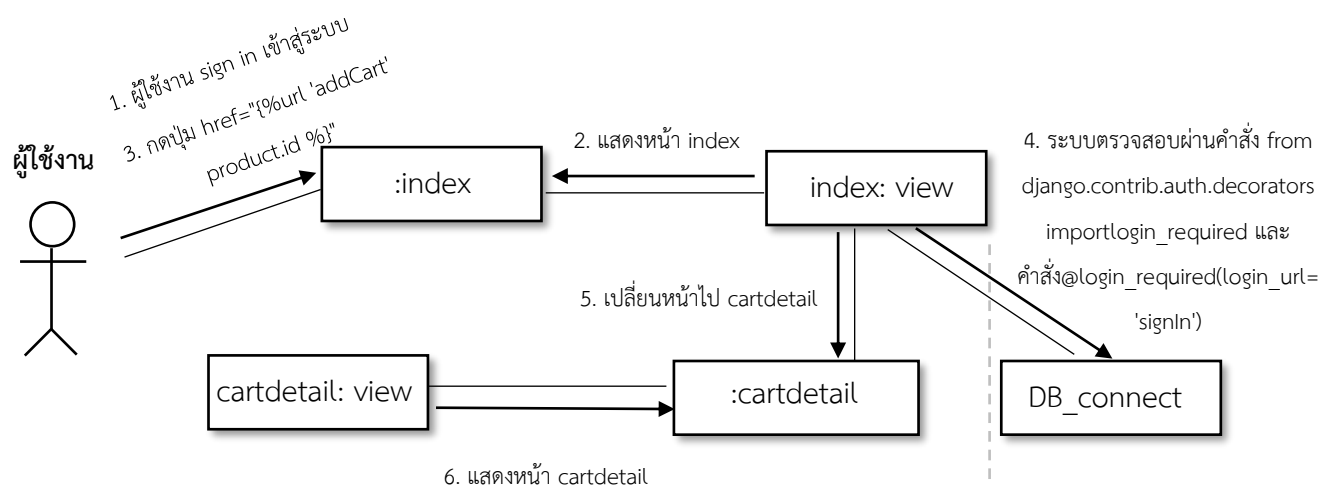 1. ผู้ใช้งาน sign in เข้าสู่ระบบ
3. กดปุ่ม href="{%url 'addCart'
product.id %}"
ผู้ใช้งาน
:index
2. แสดงหน้า index
index: view
4. ระบบตรวจสอบผ่านคำสั่ง from
django.contrib.auth.decorators
importlogin_required และ
คำสั่ง@login_required(login_url=
'signIn')
5. เปลี่ยนหน้าไป cartdetail
cartdetail: view
:cartdetail
DB_connect
6. แสดงหน้า cartdetail